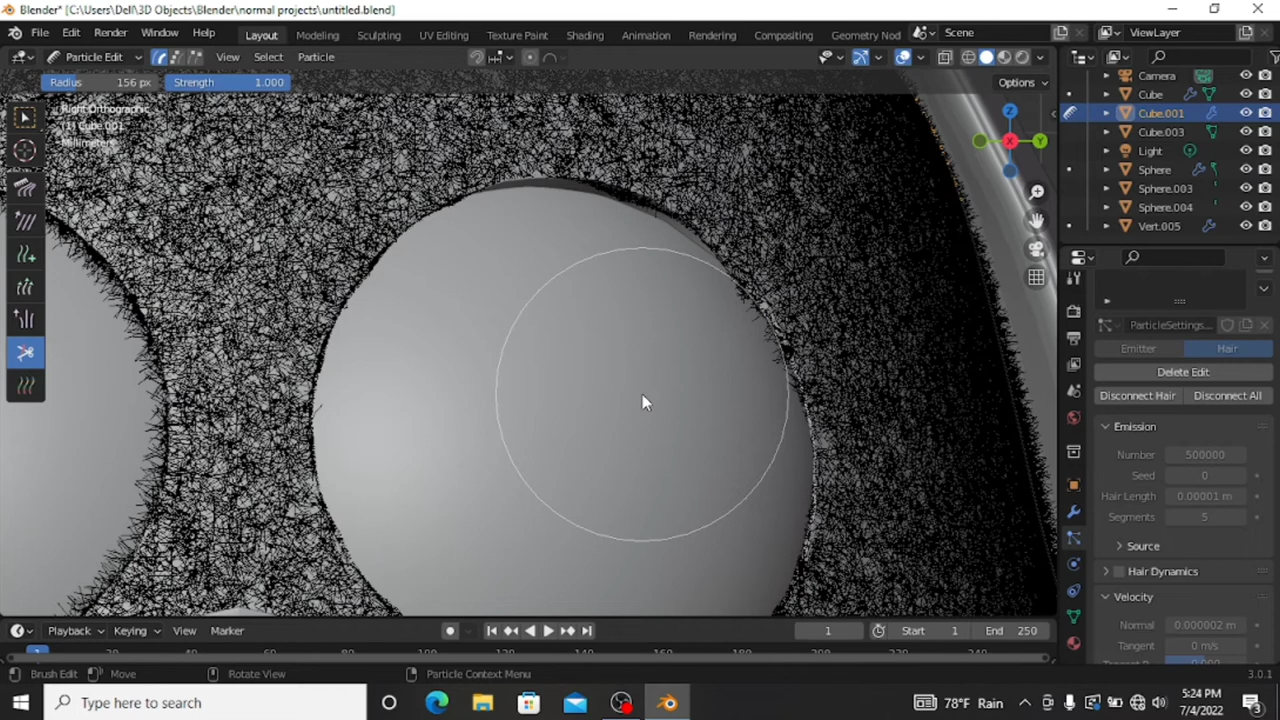 Blender* [C:\Users\Dell\3D Objects\Blender\normal projects\untitled.blend]
File Edit Render Window Help Layout Modeling Sculpting UV Editing Texture Paint Shading Animation Rendering Compositing Geometry Nod Scene ViewLayer
Particle Edit View Select Particle
Radius 156 px Strength 1.000 Options
Right Orthographic
(1) Cube.001
Millimeters
Z
X
Y
Camera
Cube
Cube.001
Cube.003
Light
Sphere
Sphere.003
Sphere.004
Vert.005
ParticleSettings...
Emitter Hair
Delete Edit
Disconnect Hair Disconnect All
Emission
Number 500000
Seed 0
Hair Length 0.00001 m
Segments 5
Source
Hair Dynamics
Velocity
Normal 0.000002 m
Tangent 0 m/s
Playback Keying View Marker 1 Start 1 End 250
Brush Edit Move Rotate View Particle Context Menu 3.0.1
Type here to search
78°F Rain
5:24 PM
7/4/2022
3